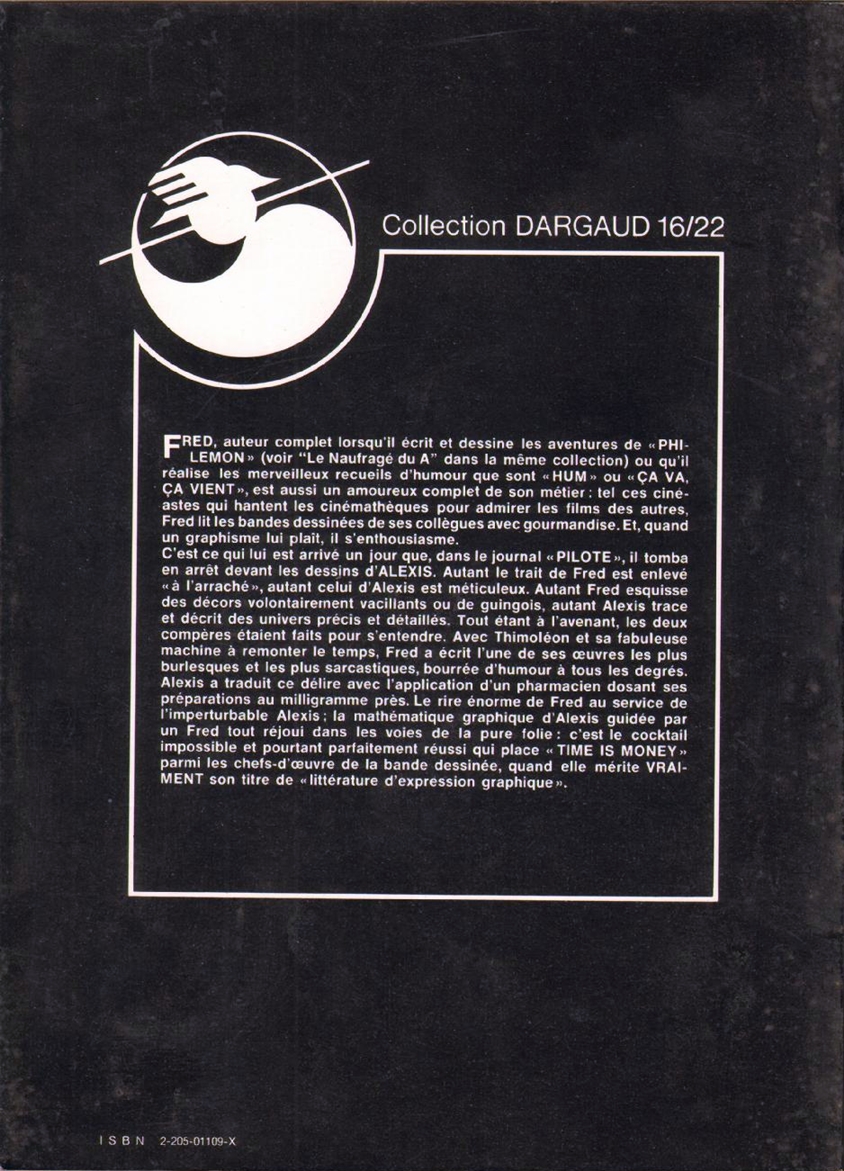 Collection DARGAUD 16/22
FRED, auteur complet lorsqu'il écrit et dessine les aventures de «PHI-
LEMON» (voir "Le Naufragé du A" dans la même collection) ou qu'il
réalise les merveilleux recueils d'humour que sont «HUM» ou «ÇA VA,
ÇA VIENT», est aussi un amoureux complet de son métier: tel ces ciné-
astes qui hantent les cinémathèques pour admirer les films des autres,
Fred lit les bandes dessinées de ses collègues avec gourmandise. Et, quand
un graphisme lui plaît, il s'enthousiasme.
C'est ce qui lui est arrivé un jour que, dans le journal «PILOTE», il tomba
en arrêt devant les dessins d'ALEXIS. Autant le trait de Fred est enlevé
«à l'arraché», autant celui d'Alexis est méticuleux. Autant Fred esquisse
des décors volontairement vacillants ou de guingois, autant Alexis trace
et décrit des univers précis et détaillés. Tout étant à l'avenant, les deux
compères étaient faits pour s'entendre. Avec Thimoléon et sa fabuleuse
machine à remonter le temps, Fred a écrit l'une de ses œuvres les plus
burlesques et les plus sarcastiques, bourrée d'humour à tous les degrés.
Alexis a traduit ce délire avec l'application d'un pharmacien dosant ses
préparations au milligramme près. Le rire énorme de Fred au service de
l'imperturbable Alexis; la mathématique graphique d'Alexis guidée par
un Fred tout réjoui dans les voies de la pure folie: c'est le cocktail
impossible et pourtant parfaitement réussi qui place «TIME IS MONEY»
parmi les chefs-d'œuvre de la bande dessinée, quand elle mérite VRAI-
MENT son titre de «littérature d'expression graphique».
ISBN 2-205-01109-X